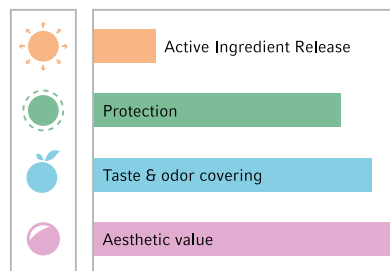 Active Ingredient Release
Protection
Taste & odor covering
Aesthetic value